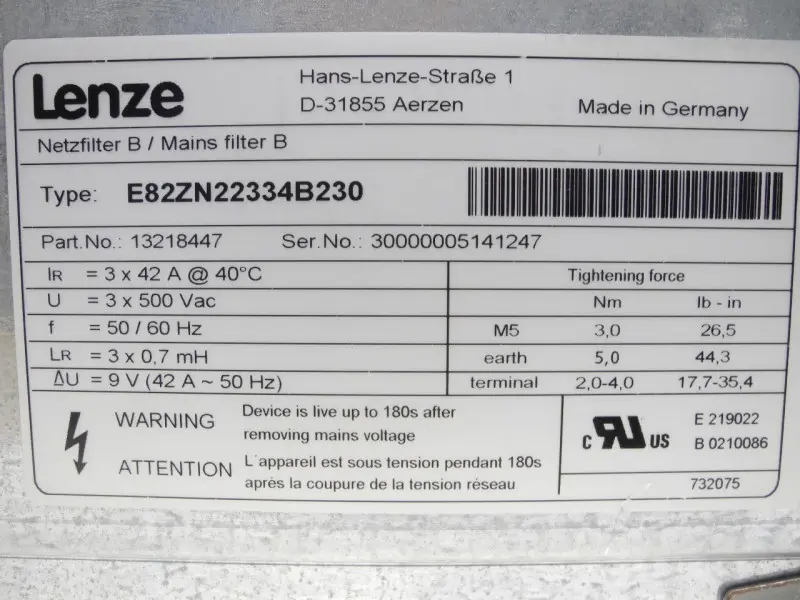 Lenze
Hans-Lenze-Straße 1
D-31855 Aerzen
Made in Germany
Netzfilter B / Mains filter B
Type: E82ZN22334B230
Part.No.: 13218447 Ser.No.: 30000005141247
IR = 3 x 42 A @ 40°C
U = 3 x 500 Vac
f = 50 / 60 Hz
LR = 3 x 0,7 mH
ΔU = 9 V (42 A ~ 50 Hz)
Tightening force
Nm lb - in
M5 3,0 26,5
earth 5,0 44,3
terminal 2,0-4,0 17,7-35,4
WARNING
Device is live up to 180s after
removing mains voltage
ATTENTION
L'appareil est sous tension pendant 180s
après la coupure de la tension réseau
c RU US
E 219022
B 0210086
732075